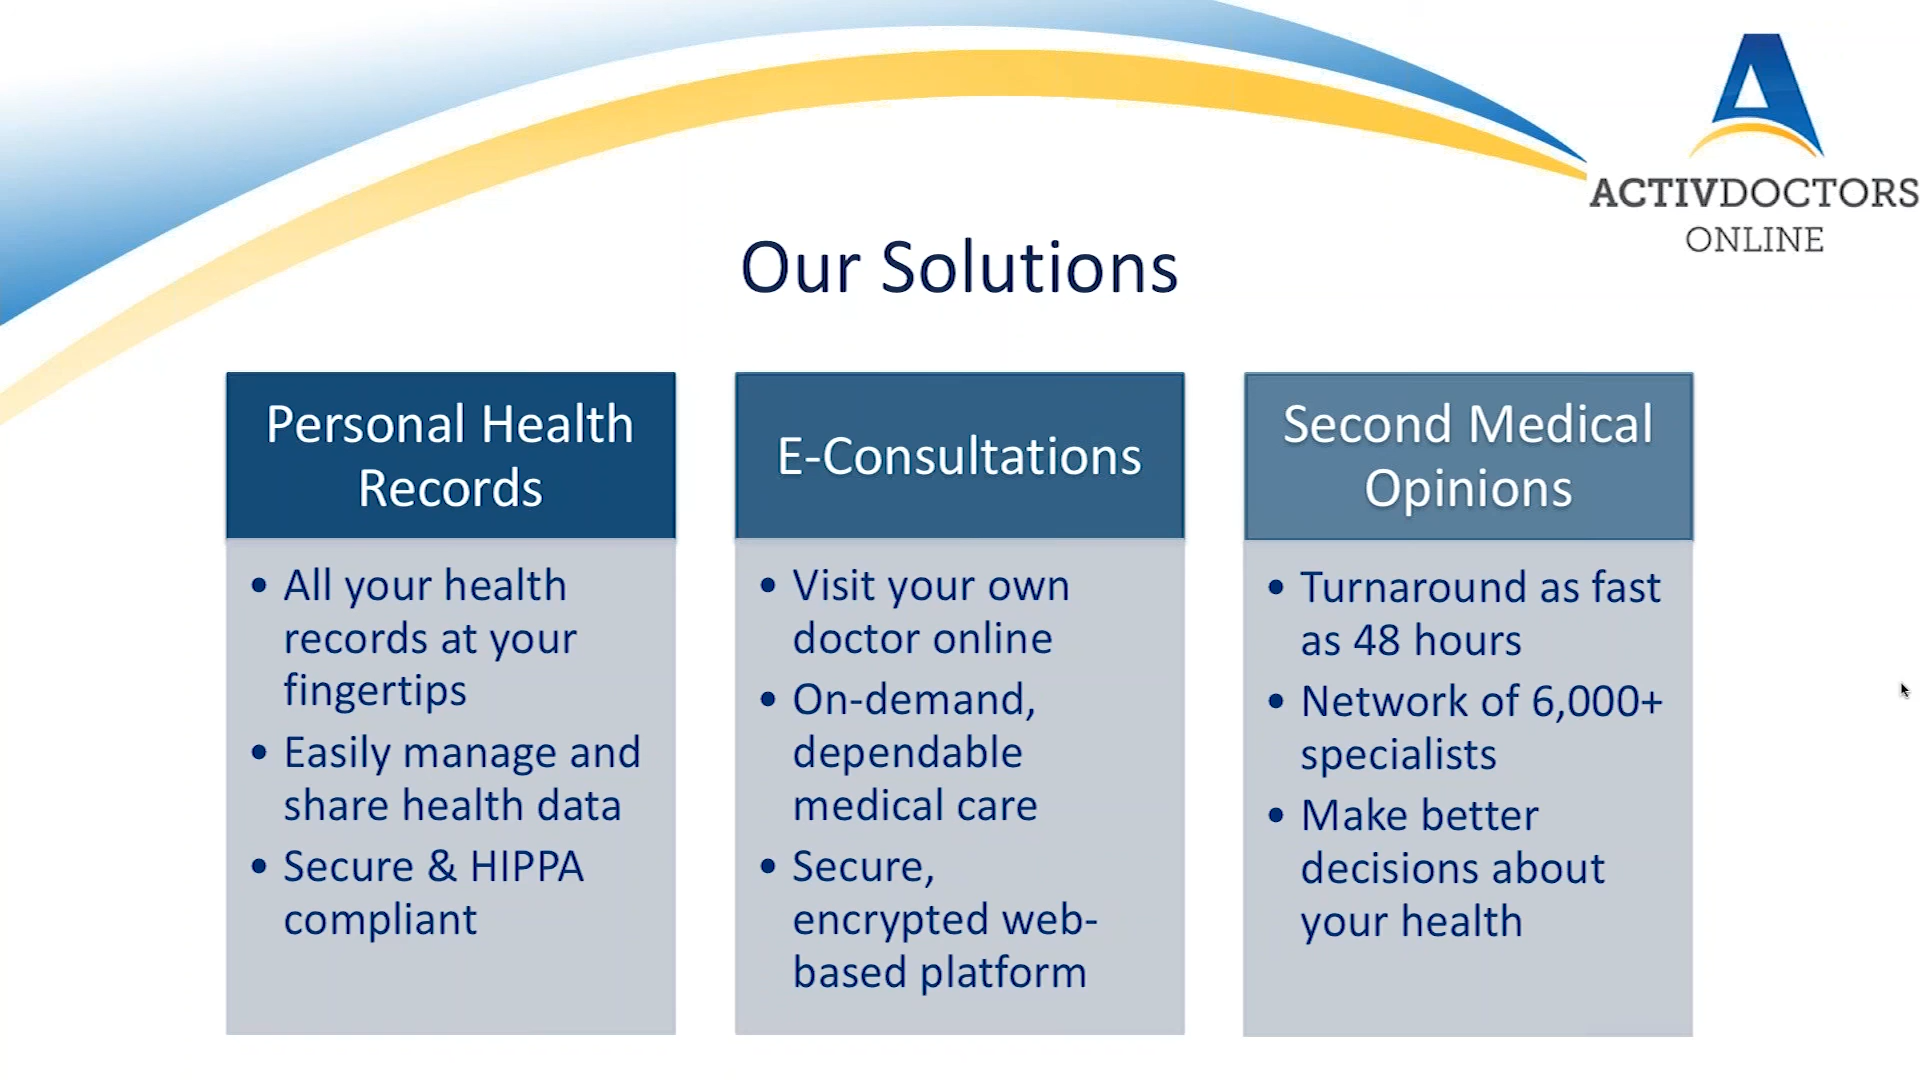 ACTIVDOCTORS
ONLINE
Our Solutions
Personal Health
Records
• All your health
records at your
fingertips
• Easily manage and
share health data
• Secure & HIPPA
compliant
E-Consultations
• Visit your own
doctor online
• On-demand,
dependable
medical care
• Secure,
encrypted web-
based platform
Second Medical
Opinions
• Turnaround as fast
as 48 hours
• Network of 6,000+
specialists
• Make better
decisions about
your health